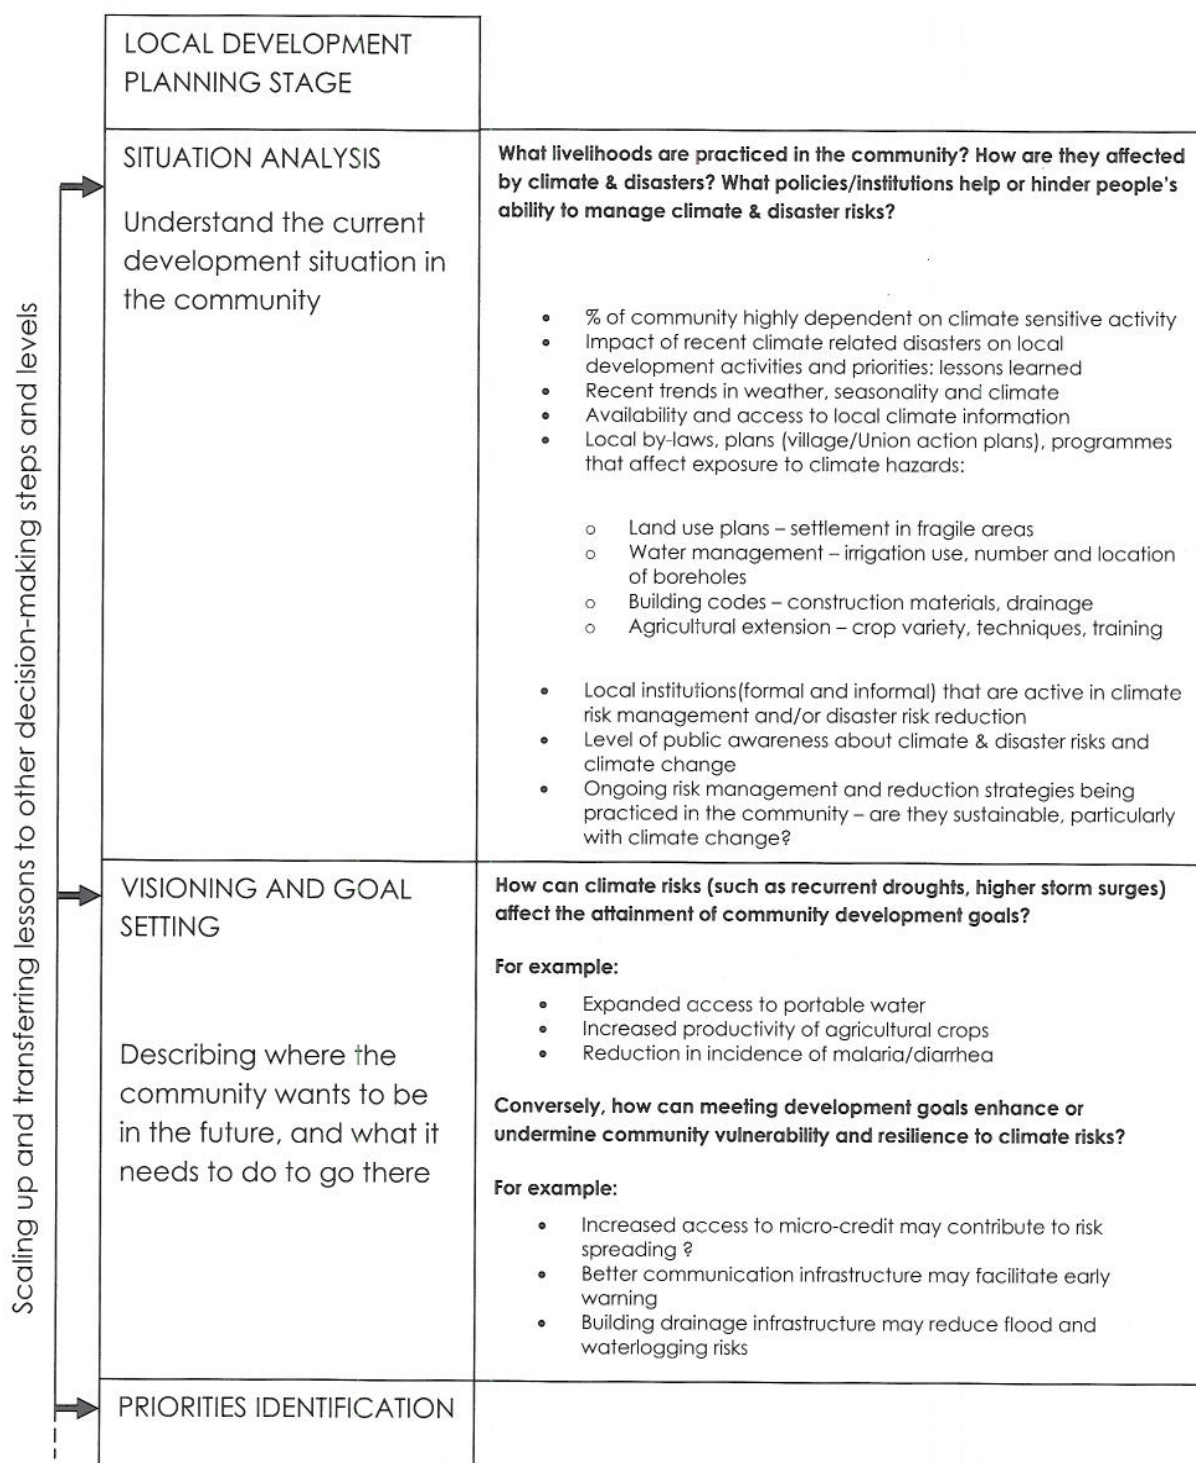 Scaling up and transferring lessons to other decision-making steps and levels
LOCAL DEVELOPMENT
PLANNING STAGE
SITUATION ANALYSIS
Understand the current
development situation in
the community
What livelihoods are practiced in the community? How are they affected
by climate & disasters? What policies/institutions help or hinder people's
ability to manage climate & disaster risks?
• % of community highly dependent on climate sensitive activity
• Impact of recent climate related disasters on local
development activities and priorities: lessons learned
• Recent trends in weather, seasonality and climate
• Availability and access to local climate information
• Local by-laws, plans (village/Union action plans), programmes
that affect exposure to climate hazards:
o Land use plans – settlement in fragile areas
o Water management – irrigation use, number and location
of boreholes
o Building codes – construction materials, drainage
o Agricultural extension – crop variety, techniques, training
• Local institutions(formal and informal) that are active in climate
risk management and/or disaster risk reduction
• Level of public awareness about climate & disaster risks and
climate change
• Ongoing risk management and reduction strategies being
practiced in the community – are they sustainable, particularly
with climate change?
VISIONING AND GOAL
SETTING
Describing where the
community wants to be
in the future, and what it
needs to do to go there
How can climate risks (such as recurrent droughts, higher storm surges)
affect the attainment of community development goals?
For example:
• Expanded access to portable water
• Increased productivity of agricultural crops
• Reduction in incidence of malaria/diarrhea
Conversely, how can meeting development goals enhance or
undermine community vulnerability and resilience to climate risks?
For example:
• Increased access to micro-credit may contribute to risk
spreading ?
• Better communication infrastructure may facilitate early
warning
• Building drainage infrastructure may reduce flood and
waterlogging risks
PRIORITIES IDENTIFICATION